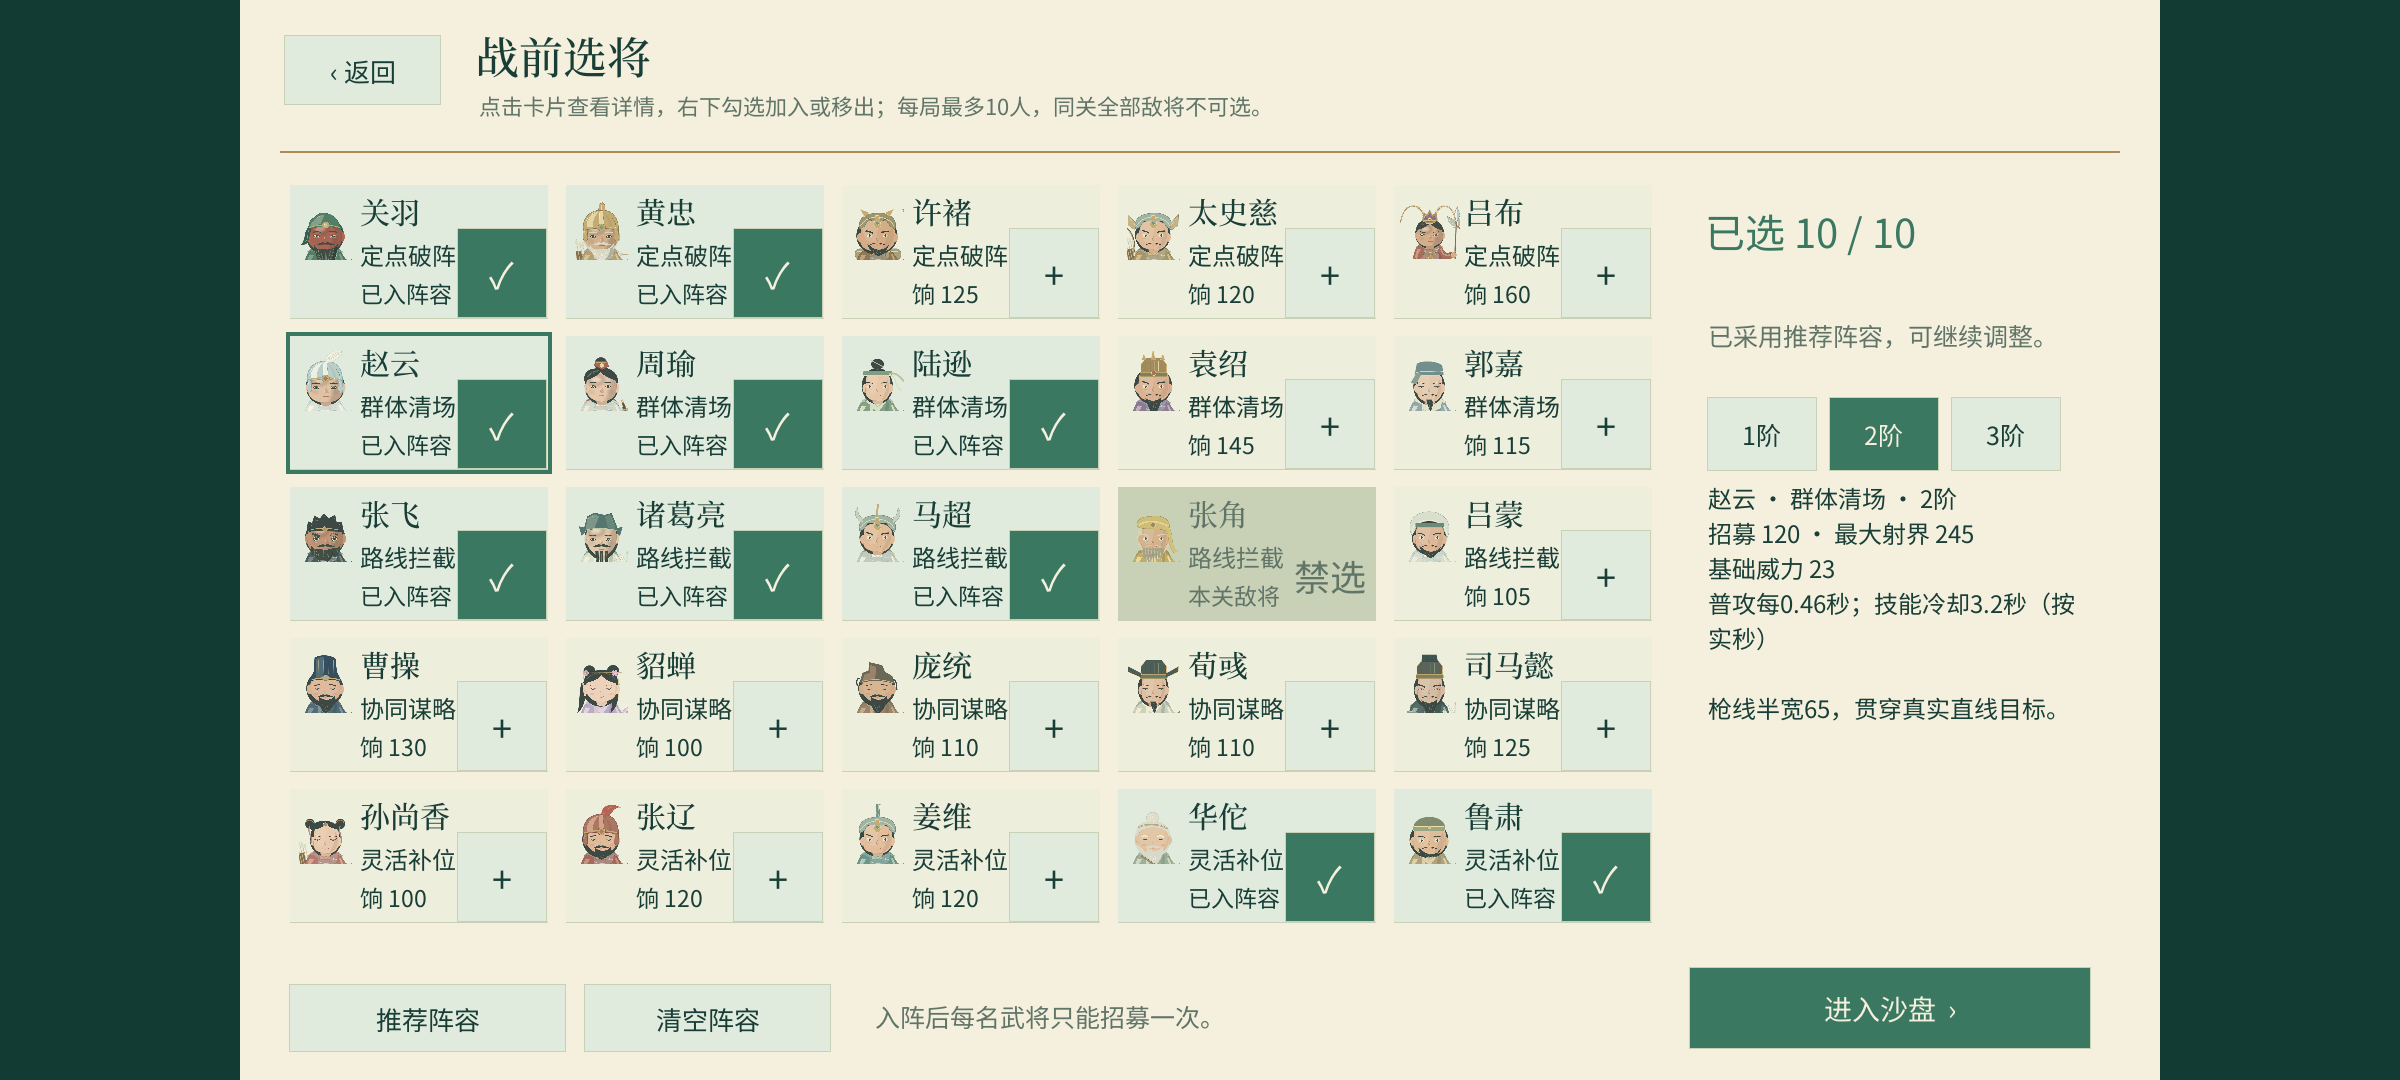 ‹ 返回
战前选将
点击卡片查看详情，右下勾选加入或移出；每局最多10人，同关全部敌将不可选。
关羽
定点破阵
已入阵容
✓
黄忠
定点破阵
已入阵容
✓
许褚
定点破阵
饷 125
+
太史慈
定点破阵
饷 120
+
吕布
定点破阵
饷 160
+
赵云
群体清场
已入阵容
✓
周瑜
群体清场
已入阵容
✓
陆逊
群体清场
已入阵容
✓
袁绍
群体清场
饷 145
+
郭嘉
群体清场
饷 115
+
张飞
路线拦截
已入阵容
✓
诸葛亮
路线拦截
已入阵容
✓
马超
路线拦截
已入阵容
✓
张角
路线拦截
本关敌将
禁选
吕蒙
路线拦截
饷 105
+
曹操
协同谋略
饷 130
+
貂蝉
协同谋略
饷 100
+
庞统
协同谋略
饷 110
+
荀彧
协同谋略
饷 110
+
司马懿
协同谋略
饷 125
+
孙尚香
灵活补位
饷 100
+
张辽
灵活补位
饷 120
+
姜维
灵活补位
饷 120
+
华佗
灵活补位
已入阵容
✓
鲁肃
灵活补位
已入阵容
✓
已选 10 / 10
已采用推荐阵容，可继续调整。
1阶
2阶
3阶
赵云 · 群体清场 · 2阶
招募 120 · 最大射界 245
基础威力 23
普攻每0.46秒；技能冷却3.2秒（按
实秒）
枪线半宽65，贯穿真实直线目标。
推荐阵容
清空阵容
入阵后每名武将只能招募一次。
进入沙盘 ›